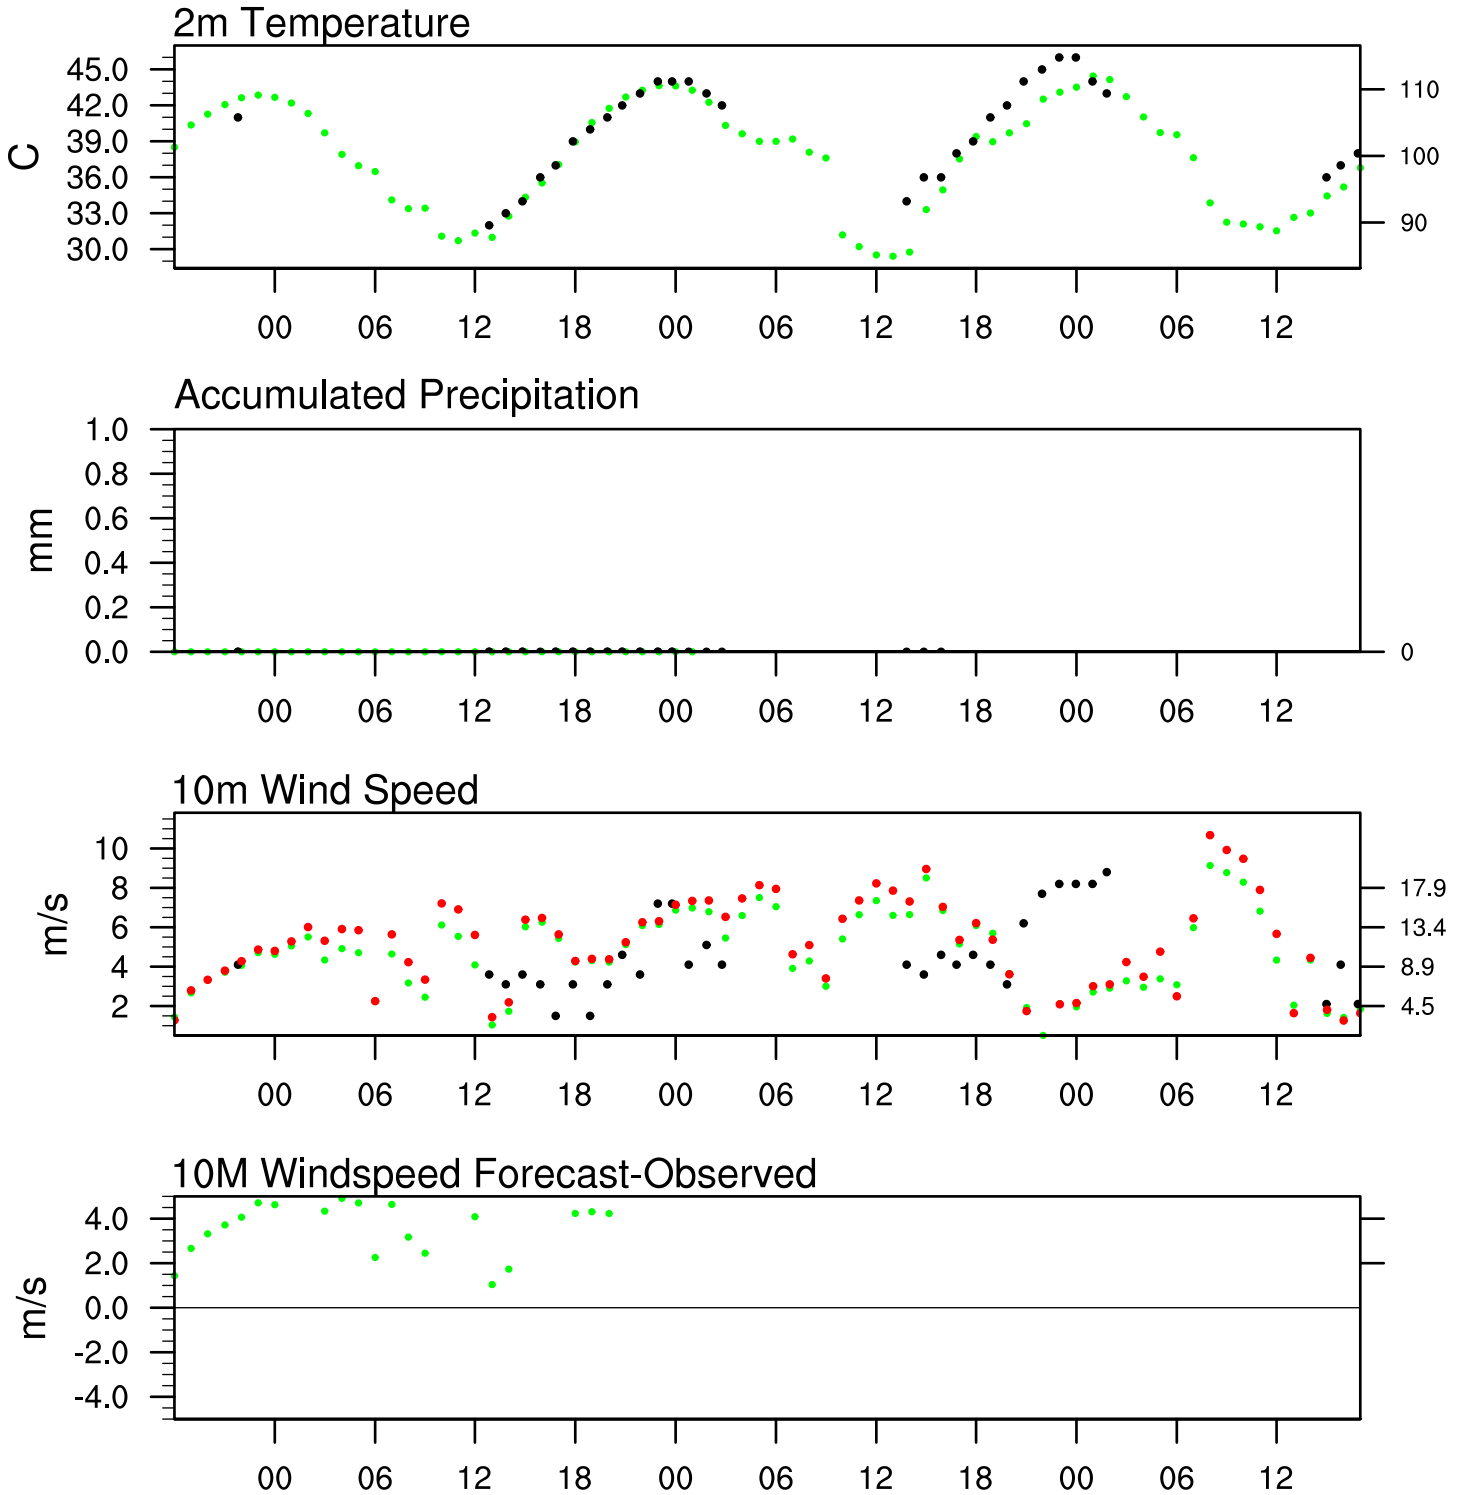 2m Temperature
45.0
42.0
39.0
36.0
33.0
30.0
C
110
100
90
00 06 12 18 00 06 12 18 00 06 12
Accumulated Precipitation
1.0
0.8
0.6
0.4
0.2
0.0
mm
0
00 06 12 18 00 06 12 18 00 06 12
10m Wind Speed
10
8
6
4
2
m/s
17.9
13.4
8.9
4.5
00 06 12 18 00 06 12 18 00 06 12
10M Windspeed Forecast-Observed
4.0
2.0
0.0
-2.0
-4.0
m/s
00 06 12 18 00 06 12 18 00 06 12